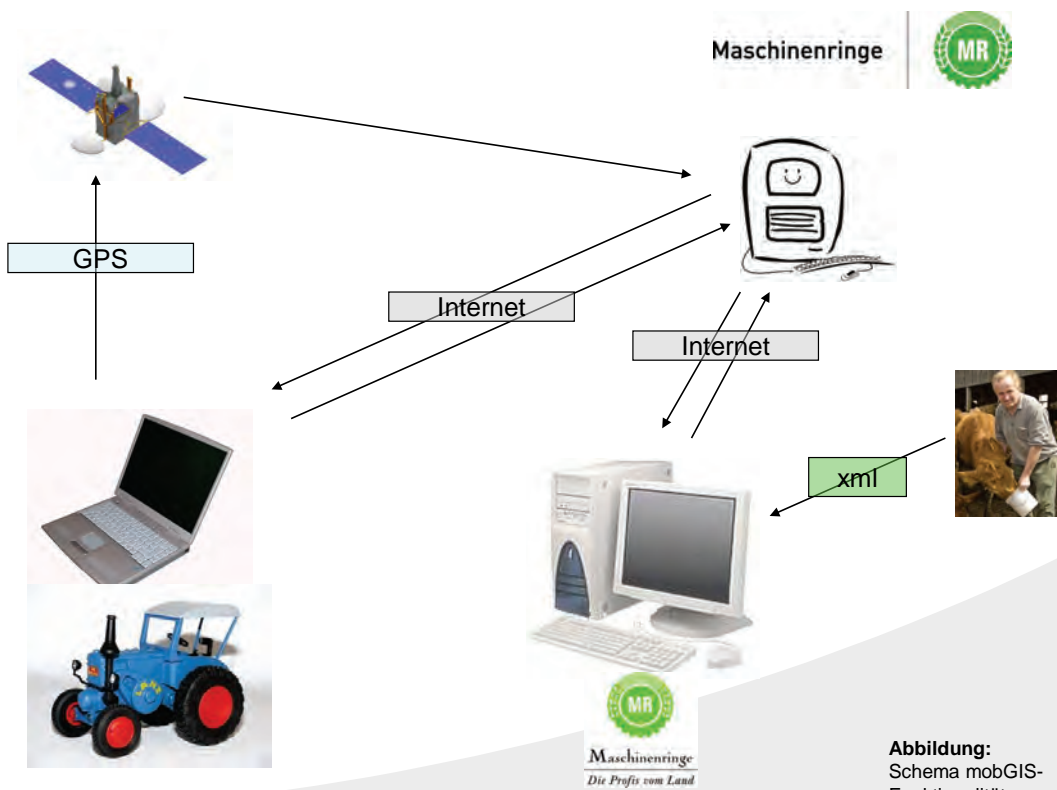 Maschinenringe
MR
GPS
Internet
Internet
xml
MR
Maschinenringe
Die Profis vom Land
Abbildung:
Schema mobGIS-